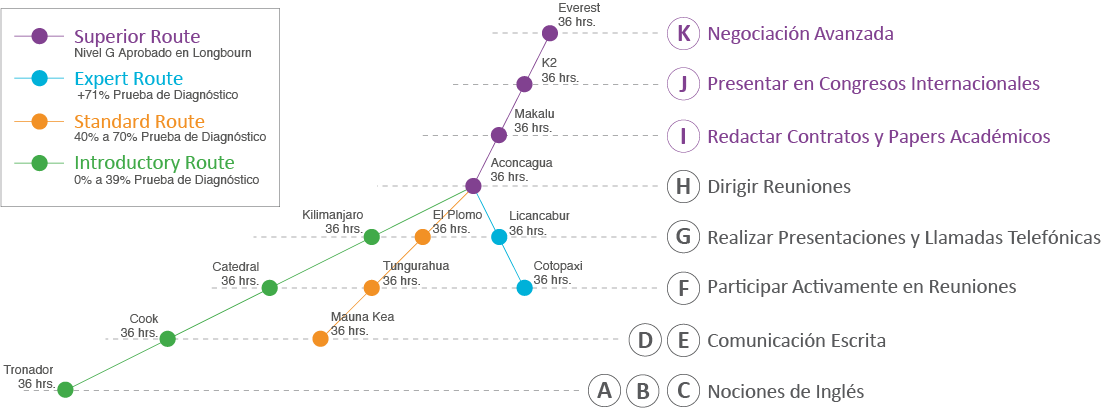 Superior Route
Nivel G Aprobado en Longbourn
Expert Route
+71% Prueba de Diagnóstico
Standard Route
40% a 70% Prueba de Diagnóstico
Introductory Route
0% a 39% Prueba de Diagnóstico
Everest
36 hrs.
K Negociación Avanzada
K2
36 hrs.
J Presentar en Congresos Internacionales
Makalu
36 hrs.
I Redactar Contratos y Papers Académicos
Aconcagua
36 hrs.
H Dirigir Reuniones
Kilimanjaro
36 hrs.
El Plomo
36 hrs.
Licancabur
36 hrs.
G Realizar Presentaciones y Llamadas Telefónicas
Catedral
36 hrs.
Tungurahua
36 hrs.
Cotopaxi
36 hrs.
F Participar Activamente en Reuniones
Cook
36 hrs.
Mauna Kea
36 hrs.
D E Comunicación Escrita
Tronador
36 hrs.
A B C Nociones de Inglés